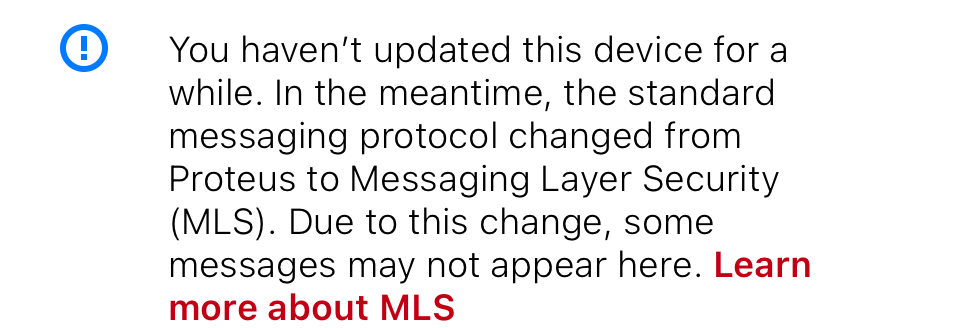 You haven’t updated this device for a
while. In the meantime, the standard
messaging protocol changed from
Proteus to Messaging Layer Security
(MLS). Due to this change, some
messages may not appear here. Learn
more about MLS